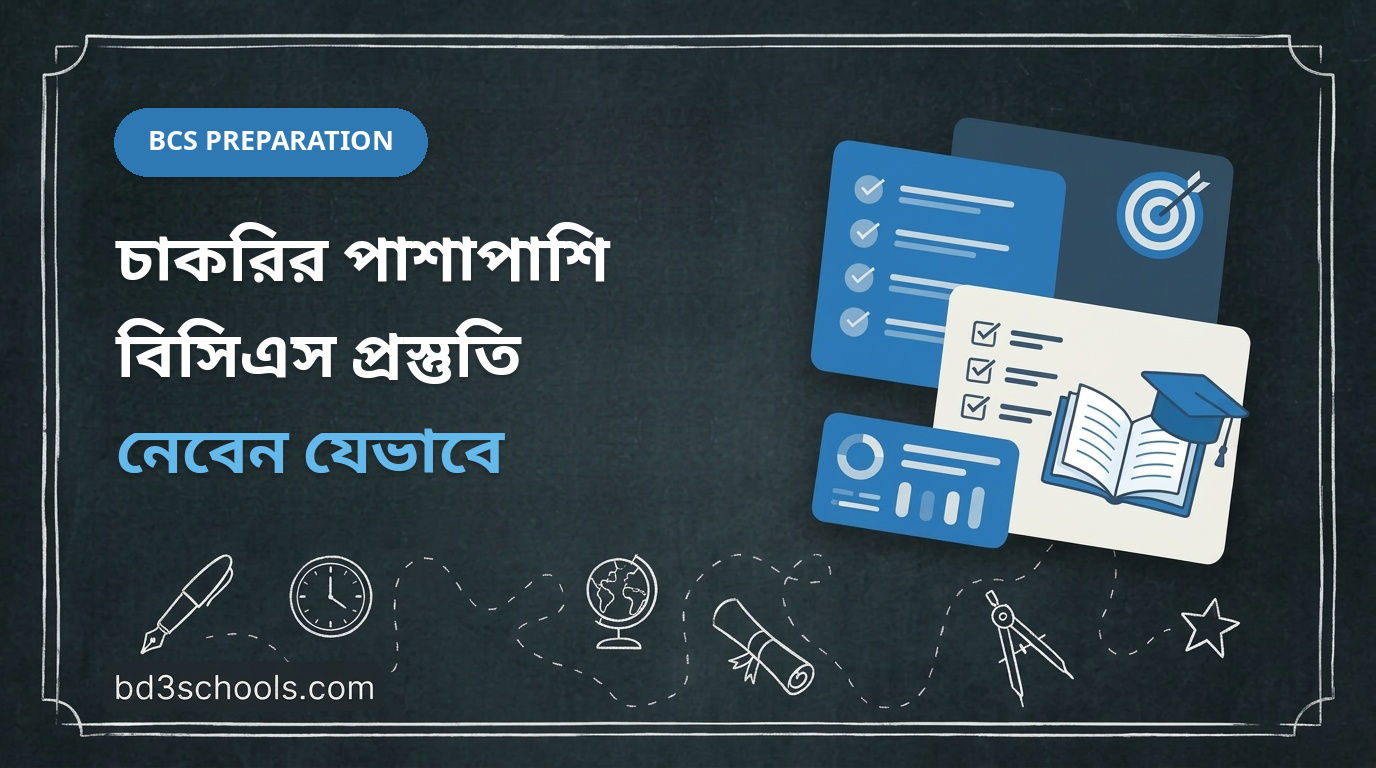 BCS PREPARATION
চাকরির পাশাপাশি
বিসিএস প্রস্তুতি
নেবেন যেভাবে
bd3schools.com